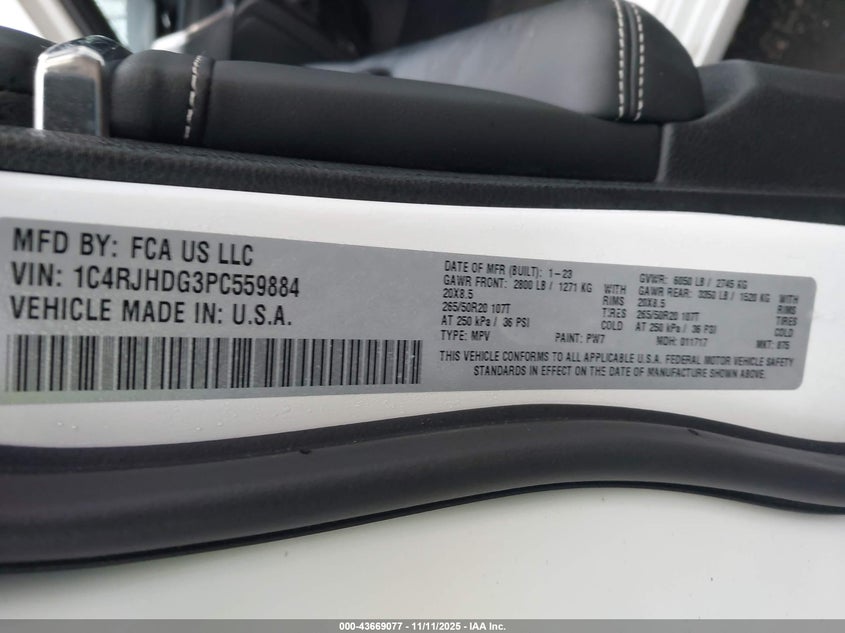 MFD BY: FCA US LLC
VIN: 1C4RJHDG3PC559884
VEHICLE MADE IN: U.S.A.
DATE OF MFR (BUILT): 1-23
GAWR FRONT: 2800 LB / 1271 KG WITH
20X8.5 RIMS
265/50R20 107T TIRES
AT 250 kPa / 36 PSI COLD
TYPE: MPV PAINT: PW7
GVWR: 6050 LB / 2745 KG
GAWR REAR: 3350 LB / 1520 KG WITH
20X8.5 RIMS
265/50R20 107T TIRES
AT 250 kPa / 36 PSI COLD
MDH: 011717 MKT: 875
THIS VEHICLE CONFORMS TO ALL APPLICABLE U.S.A. FEDERAL MOTOR VEHICLE SAFETY
STANDARDS IN EFFECT ON THE DATE OF MANUFACTURE SHOWN ABOVE.
000-43669077 - 11/11/2025 - IAA Inc.